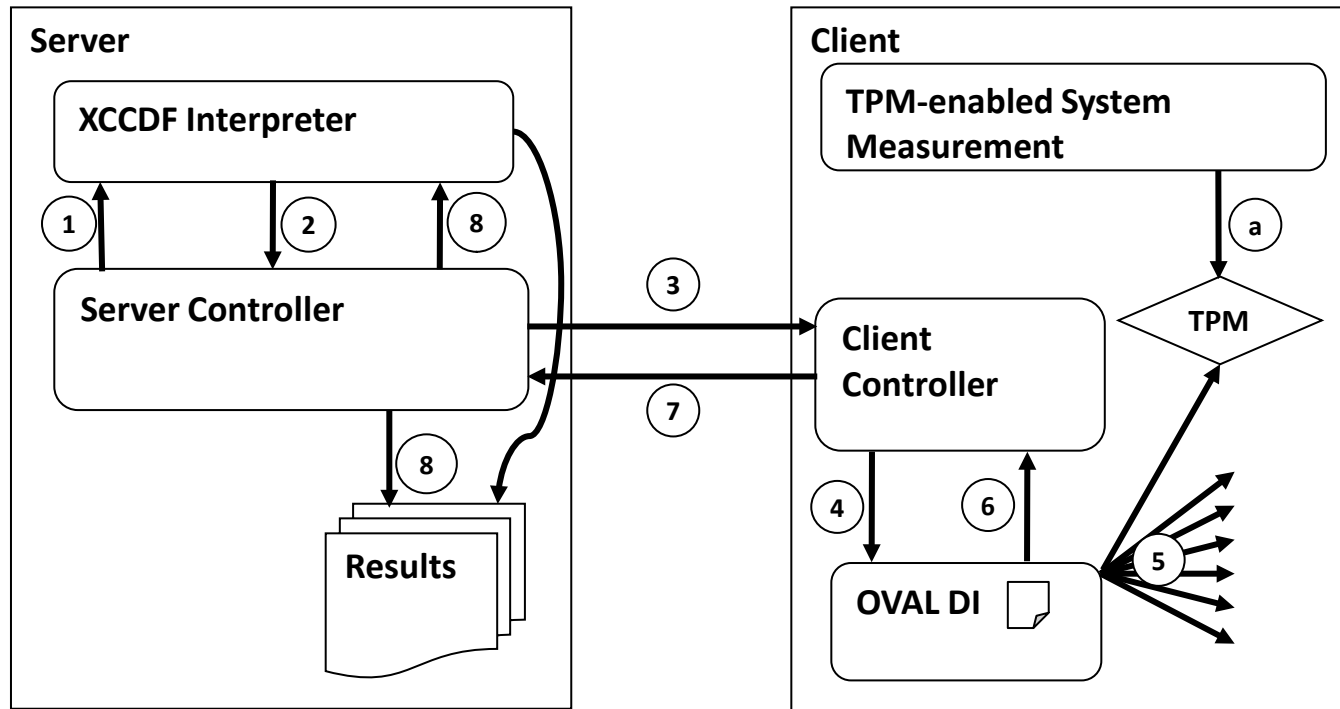 Server
XCCDF Interpreter
1
2
8
Server Controller
8
Results
3
7
Client
TPM-enabled System
Measurement
a
TPM
Client
Controller
4
6
5
OVAL DI